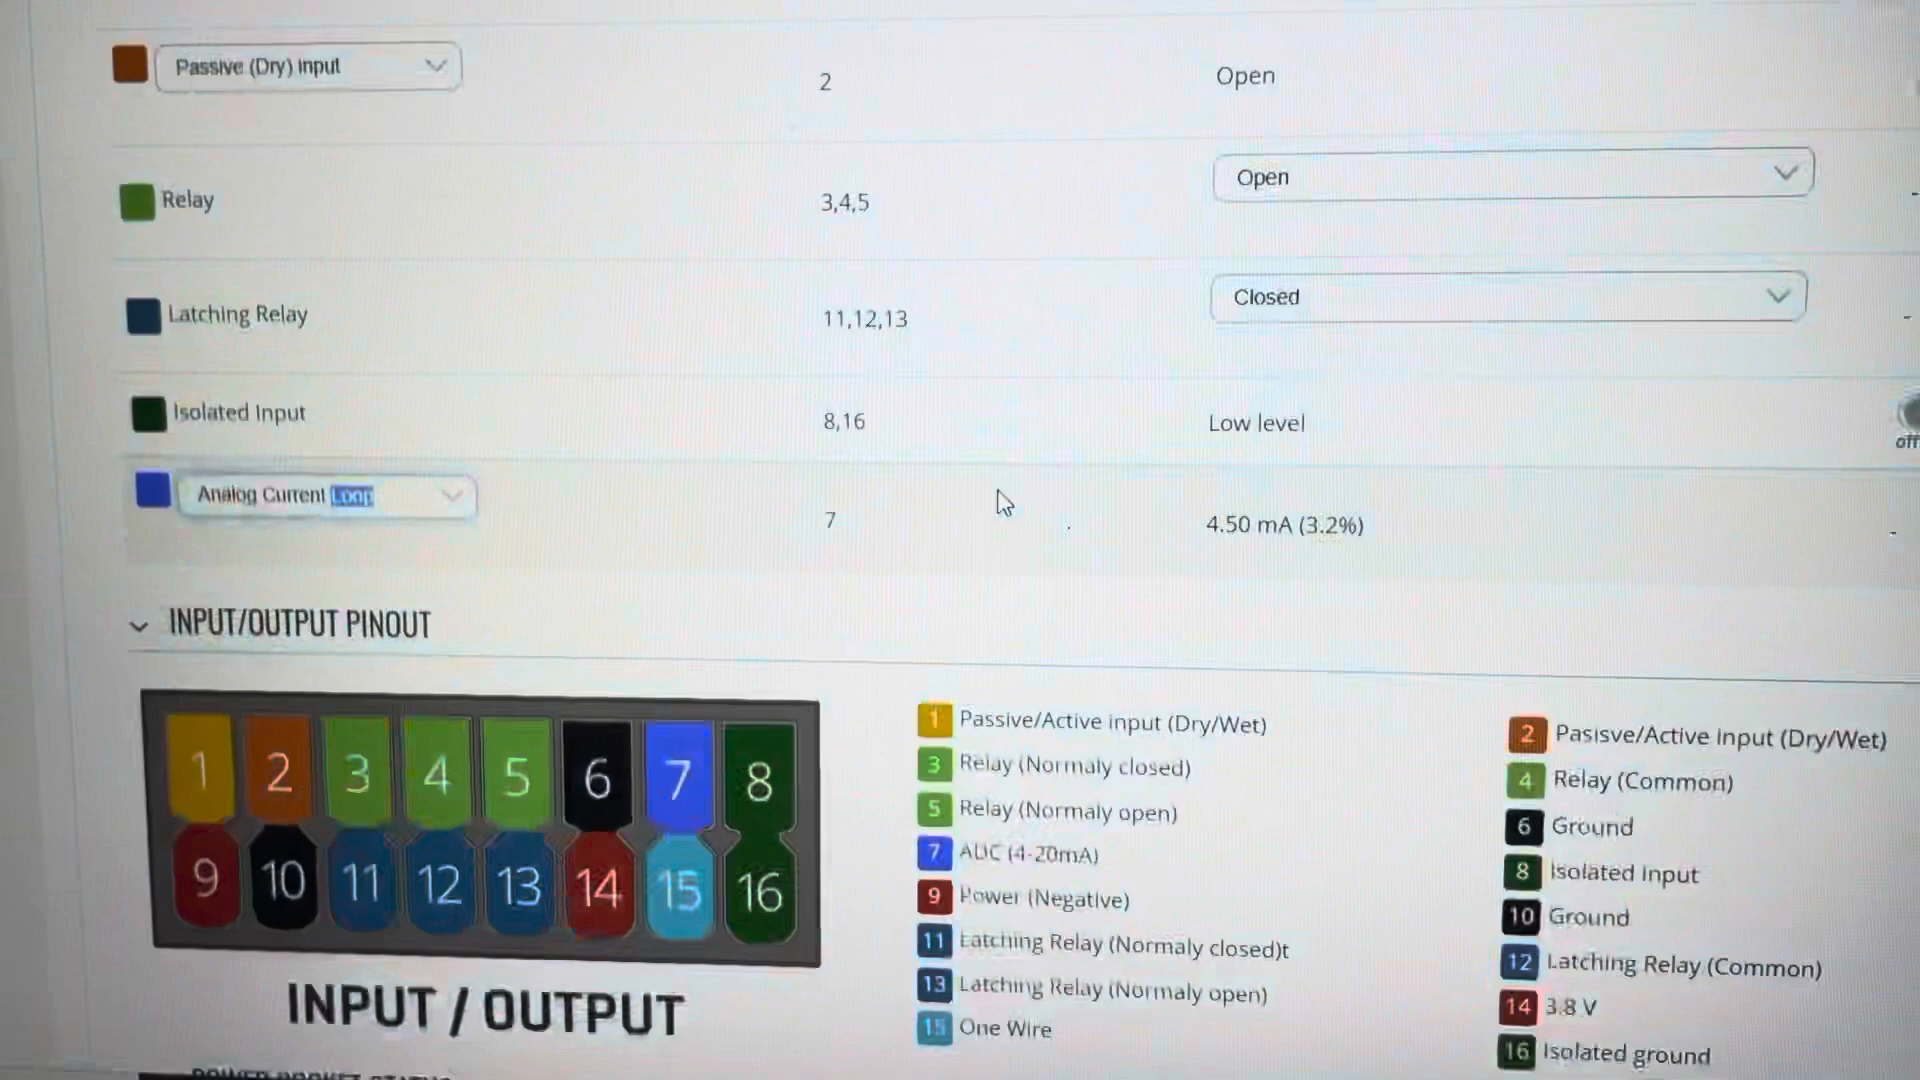 Passive (Dry) input 2 Open
Relay 3,4,5 Open
Latching Relay 11,12,13 Closed
Isolated Input 8,16 Low level
off
Analog Current Loop 7 4.50 mA (3.2%)
INPUT/OUTPUT PINOUT
1 2 3 4 5 6 7 8
9 10 11 12 13 14 15 16
INPUT / OUTPUT
1 Passive/Active input (Dry/Wet)
3 Relay (Normaly closed)
5 Relay (Normaly open)
7 ADC (4-20mA)
9 Power (Negative)
11 Latching Relay (Normaly closed)t
13 Latching Relay (Normaly open)
15 One Wire
2 Pasisve/Active input (Dry/Wet)
4 Relay (Common)
6 Ground
8 Isolated input
10 Ground
12 Latching Relay (Common)
14 3.8 V
16 Isolated ground